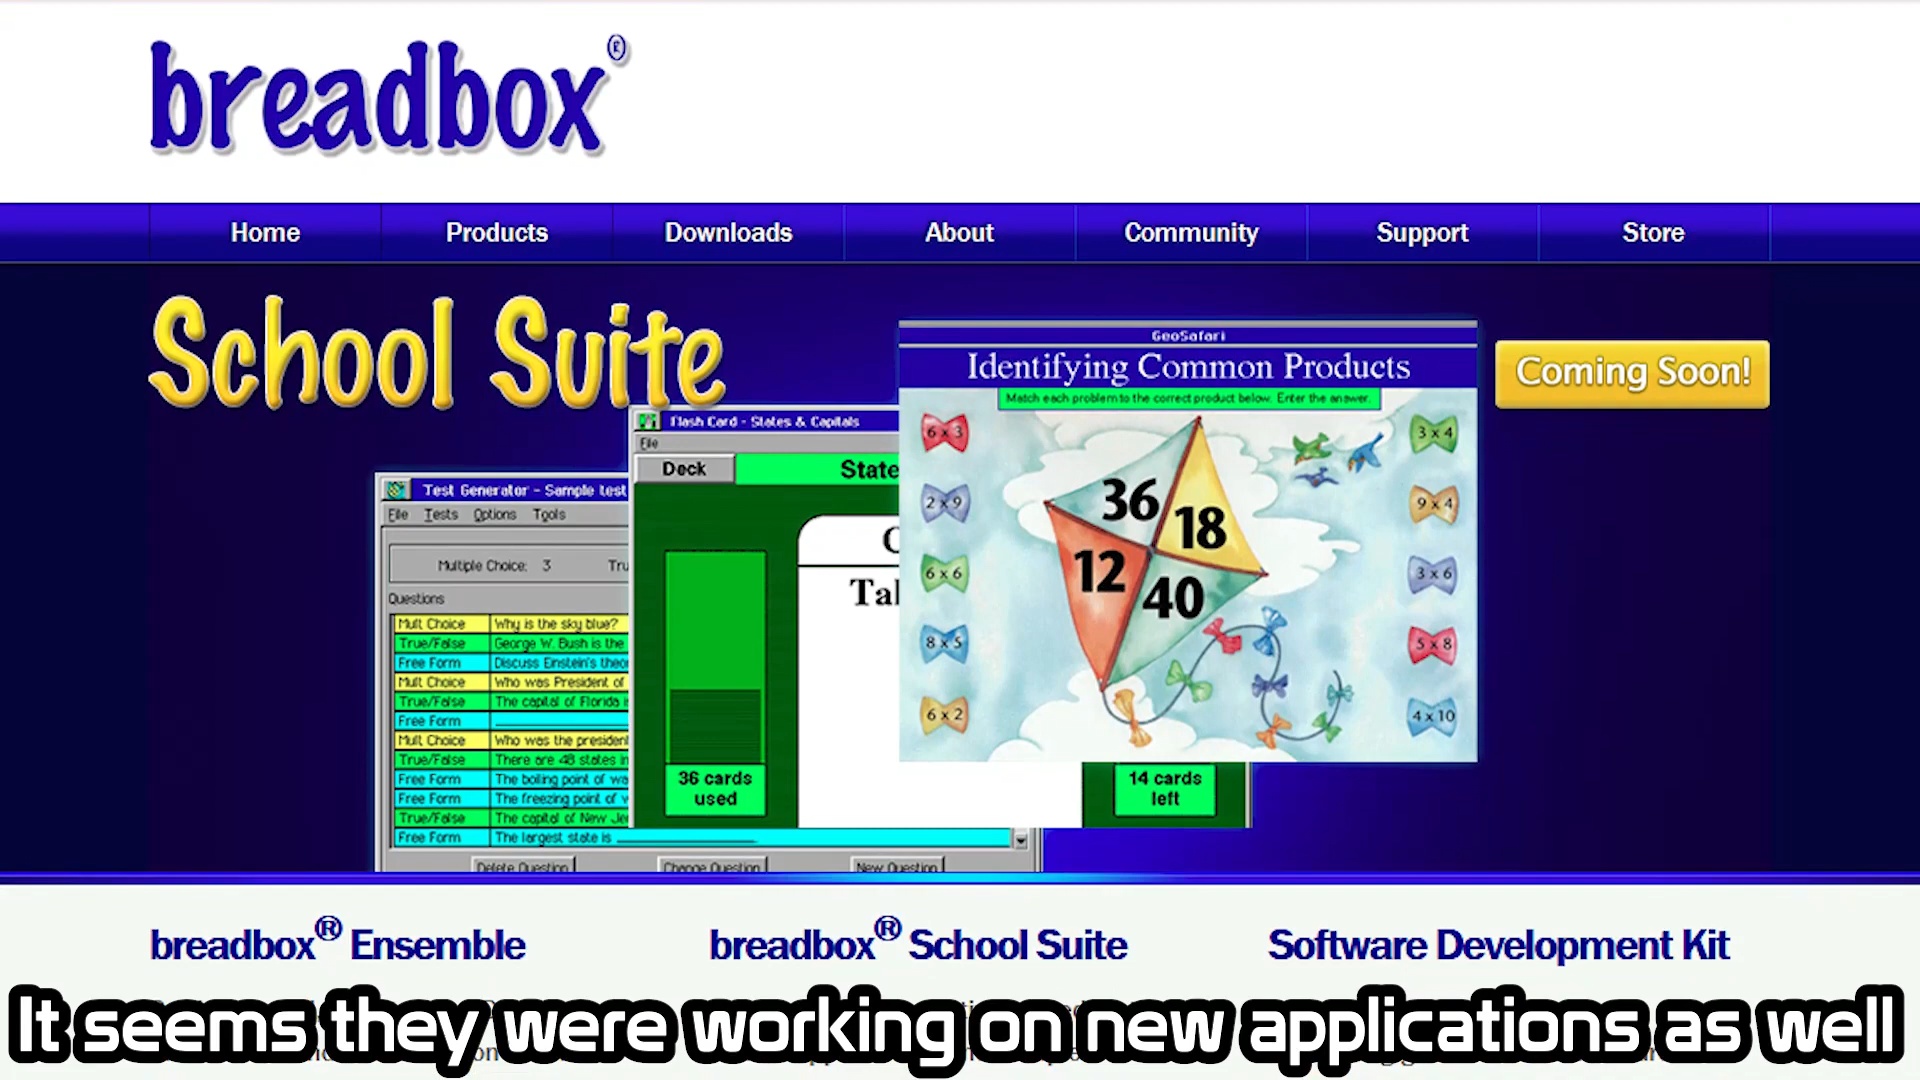 breadbox®
Home Products Downloads About Community Support Store
School Suite
Coming Soon!
GeoSafari
Identifying Common Products
Match each problem to the correct product below. Enter the answer.
6 x 3
2 x 9
6 x 6
8 x 5
6 x 2
36
18
12
40
3 x 4
9 x 4
3 x 6
5 x 8
4 x 10
Flash Card - States & Capitals
File
Deck State
36 cards
used
14 cards
left
Test Generator - Sample test
File Tests Options Tools
Multiple Choice: 3
Questions
Mult Choice Why is the sky blue?
True/False George W. Bush is the
Free Form Discuss Einstein's
Mult Choice Who was President of
True/False The capital of Florida
Free Form
Mult Choice Who was the president
True/False There are 48 states
Free Form The boiling point of
Free Form The freezing point of
True/False The capital of New
Free Form The largest state is
Delete Question Change Question New Question
breadbox® Ensemble
breadbox® School Suite
Software Development Kit
It seems they were working on new applications as well